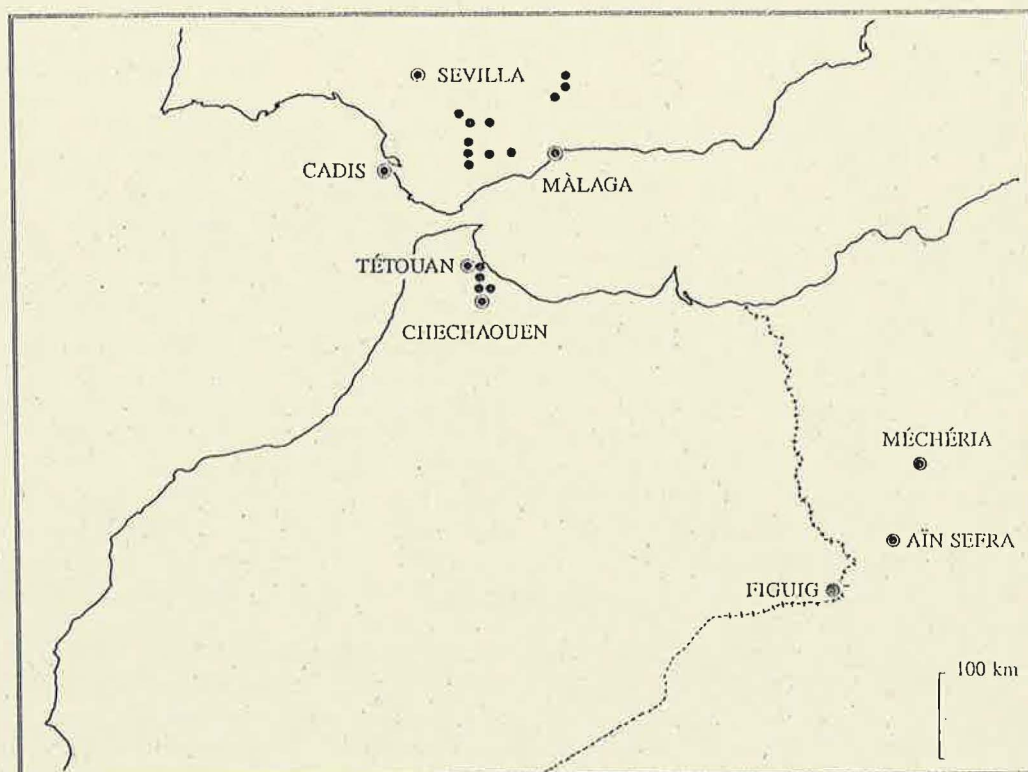 SEVILLA
CADIS
MÀLAGA
TÉTOUAN
CHECHAOUEN
MÉCHÉRIA
AÏN SEFRA
FIGUIG
100 km